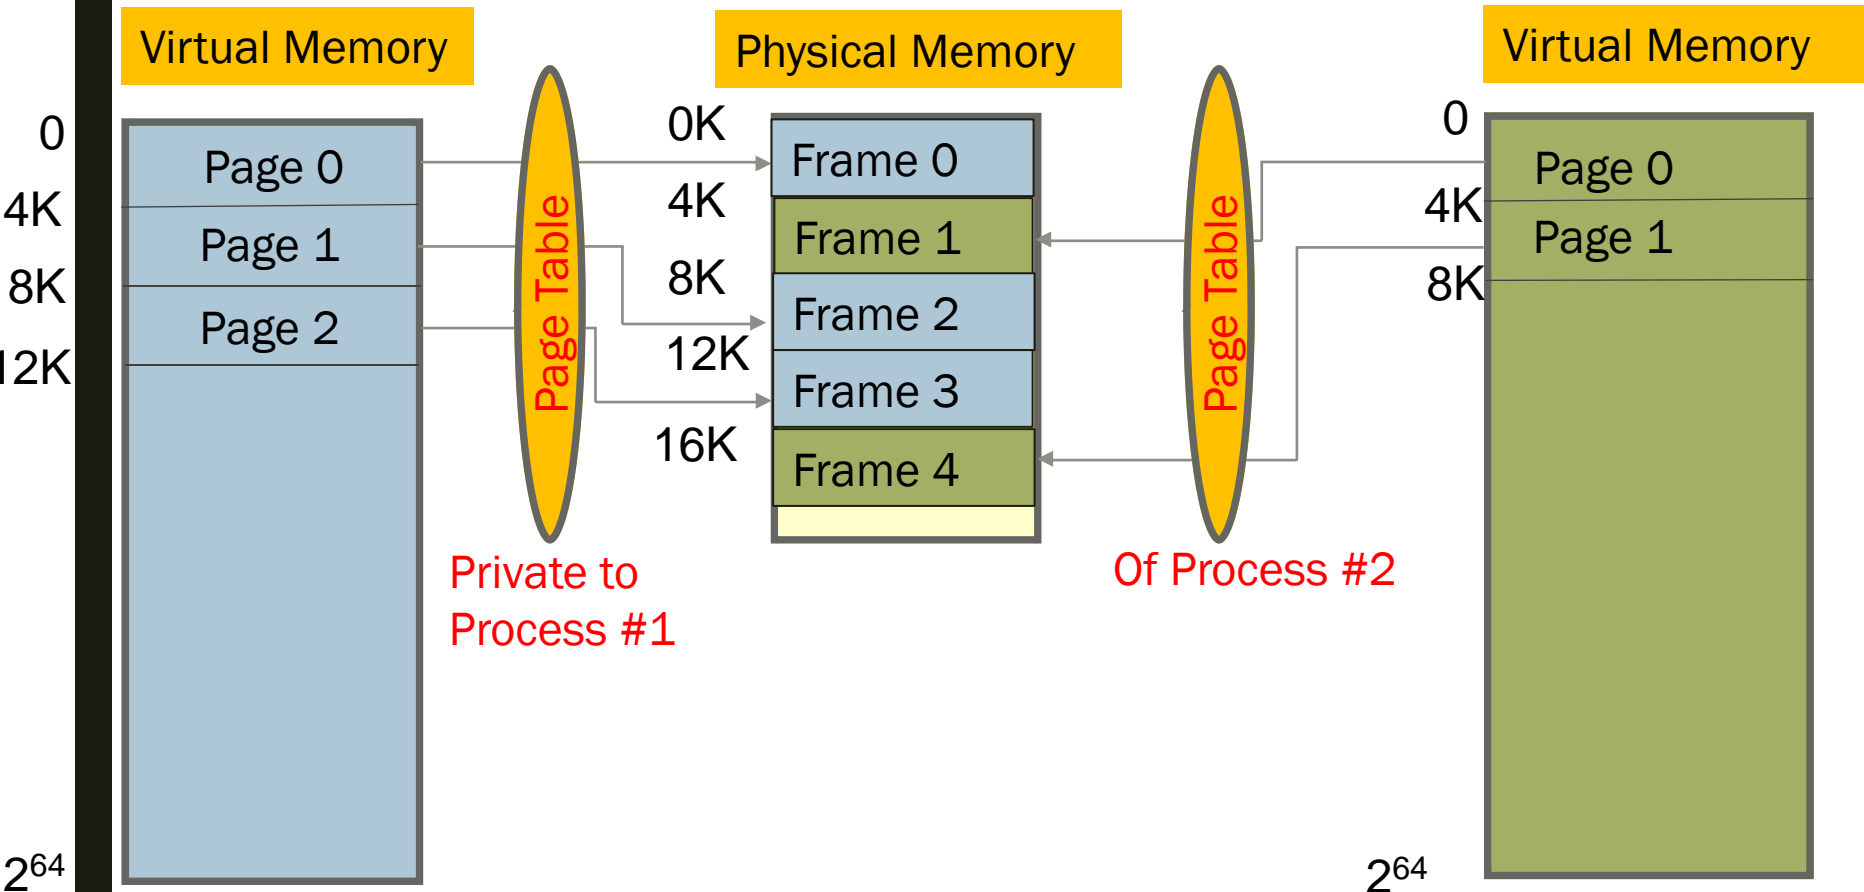 Virtual Memory
0
4K
8K
12K
2^64
Page 0
Page 1
Page 2
Page Table
Private to
Process #1
Physical Memory
0K
4K
8K
12K
16K
Frame 0
Frame 1
Frame 2
Frame 3
Frame 4
Page Table
Of Process #2
Virtual Memory
0
4K
8K
2^64
Page 0
Page 1